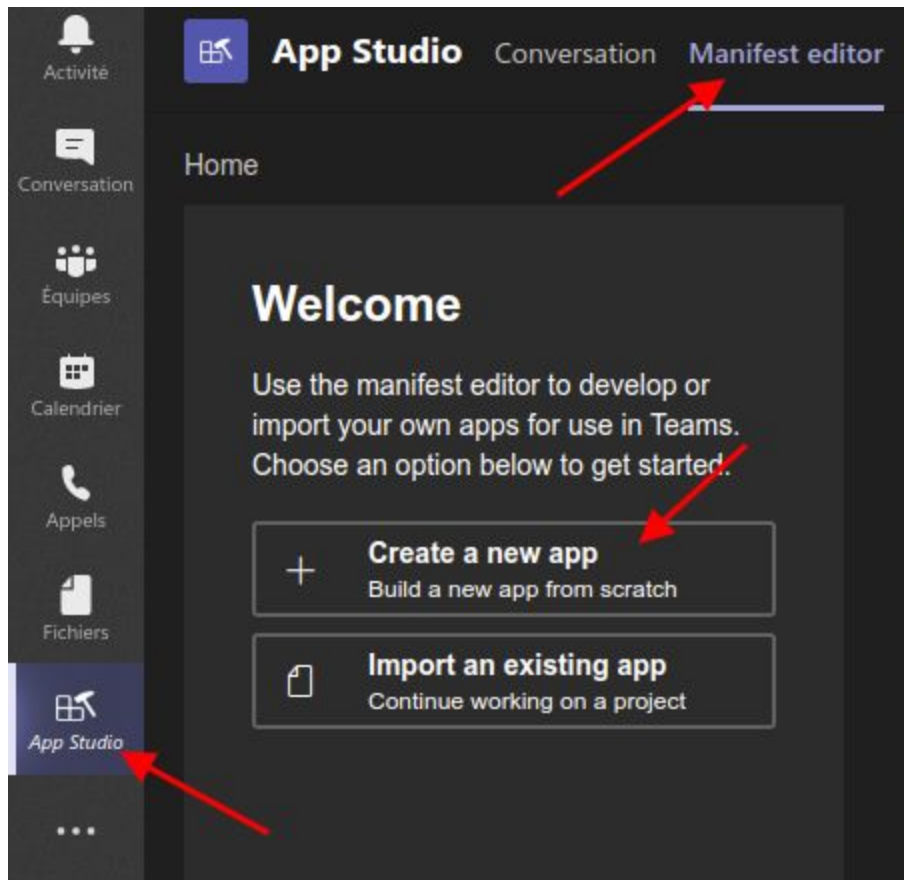 Activité
Conversation
Équipes
Calendrier
Appels
Fichiers
App Studio
App Studio Conversation Manifest editor
Home
Welcome
Use the manifest editor to develop or
import your own apps for use in Teams.
Choose an option below to get started.
Create a new app
Build a new app from scratch
Import an existing app
Continue working on a project